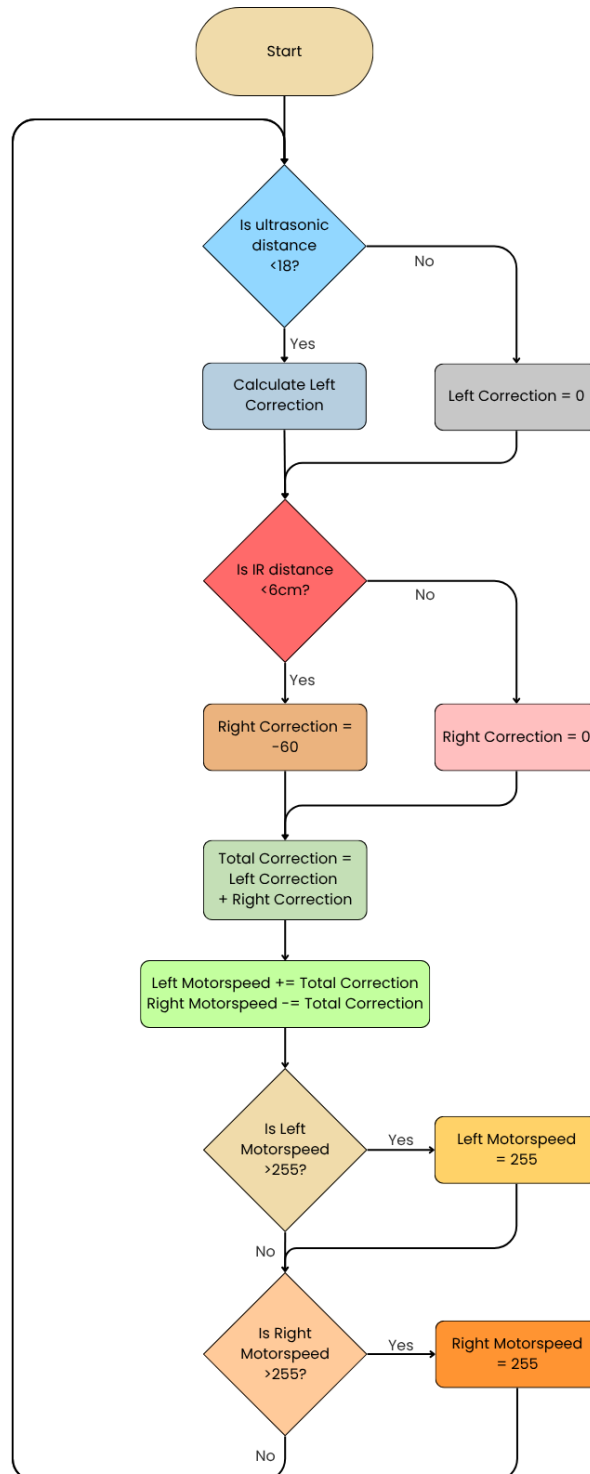 Start
Is ultrasonic
distance
<18?
No
Yes
Calculate Left
Correction
Left Correction = 0
Is IR distance
<6cm?
No
Yes
Right Correction =
-60
Right Correction = 0
Total Correction =
Left Correction
+ Right Correction
Left Motorspeed += Total Correction
Right Motorspeed -= Total Correction
Is Left
Motorspeed
>255?
Yes
Left Motorspeed
= 255
No
Is Right
Motorspeed
>255?
Yes
Right Motorspeed
= 255
No